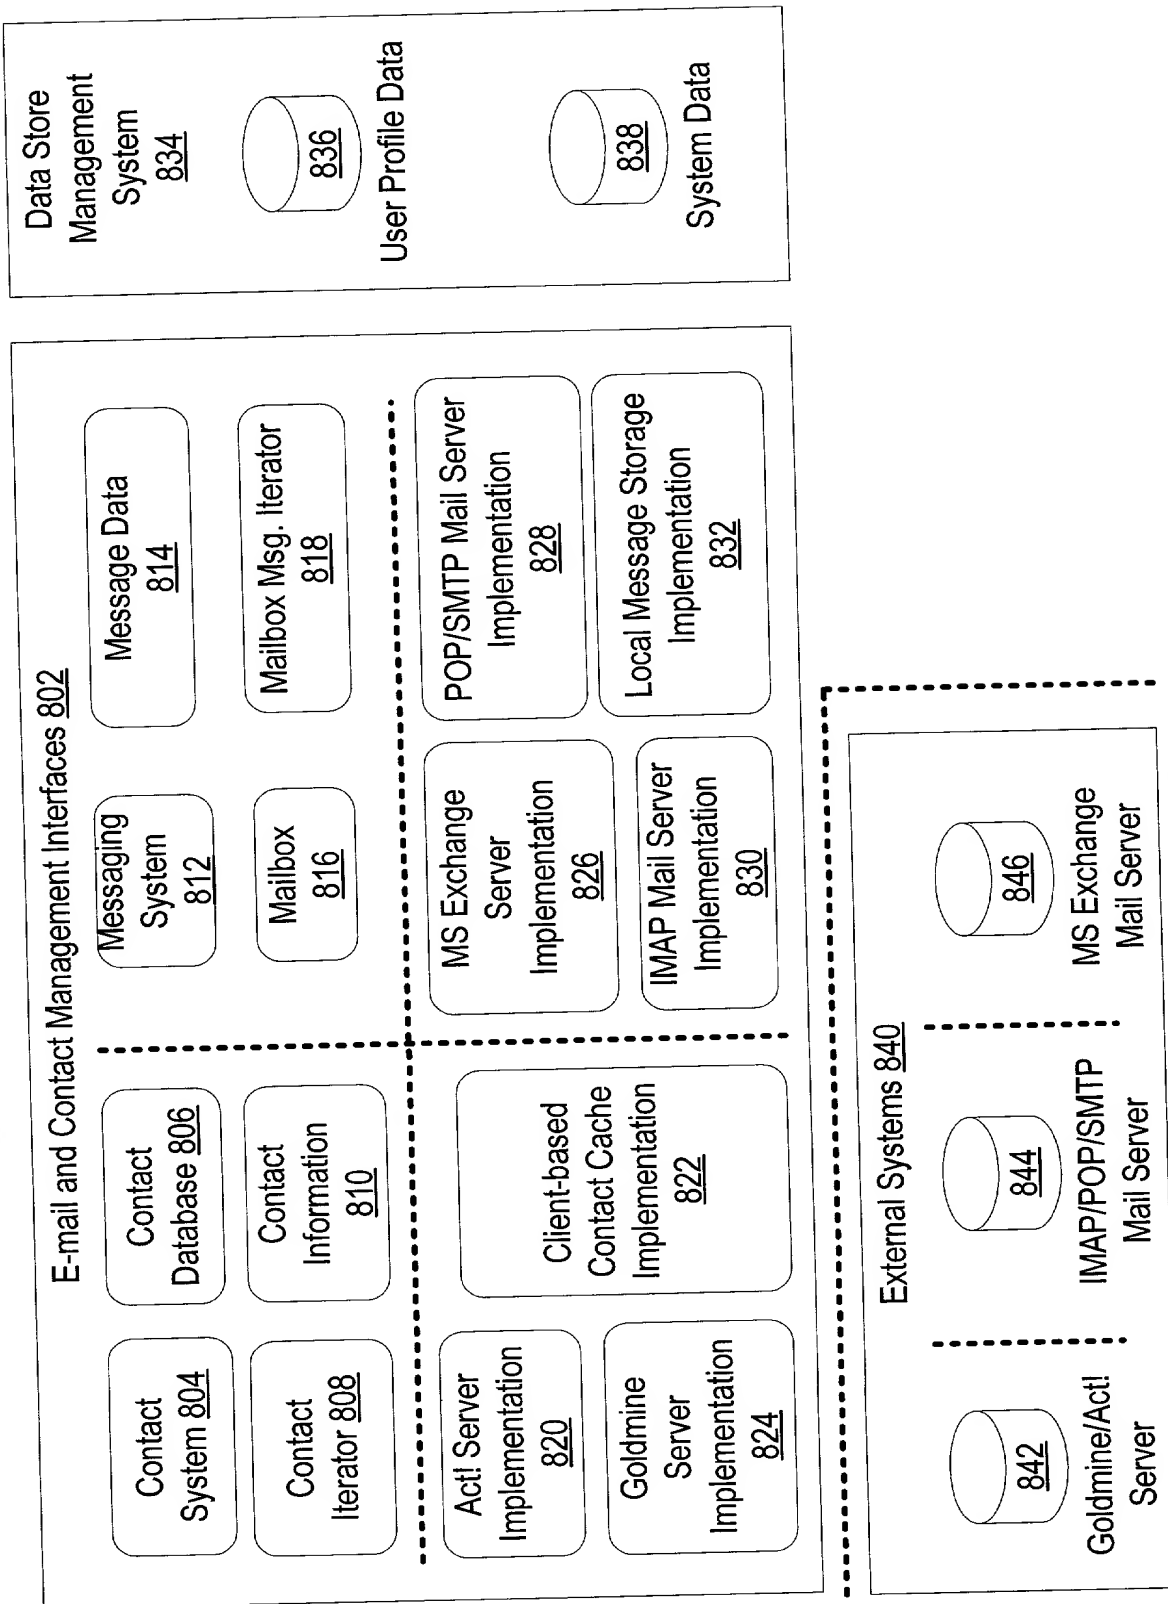 E-mail and Contact Management Interfaces 802
Contact
System 804
Contact
Database 806
Contact
Iterator 808
Contact
Information
810
Messaging
System
812
Message Data
814
Mailbox
816
Mailbox Msg. Iterator
818
Act! Server
Implementation
820
Client-based
Contact Cache
Implementation
822
Goldmine
Server
Implementation
824
MS Exchange
Server
Implementation
826
POP/SMTP Mail Server
Implementation
828
IMAP Mail Server
Implementation
830
Local Message Storage
Implementation
832
Data Store
Management
System
834
836
User Profile Data
838
System Data
External Systems 840
842
Goldmine/Act!
Server
844
IMAP/POP/SMTP
Mail Server
846
MS Exchange
Mail Server